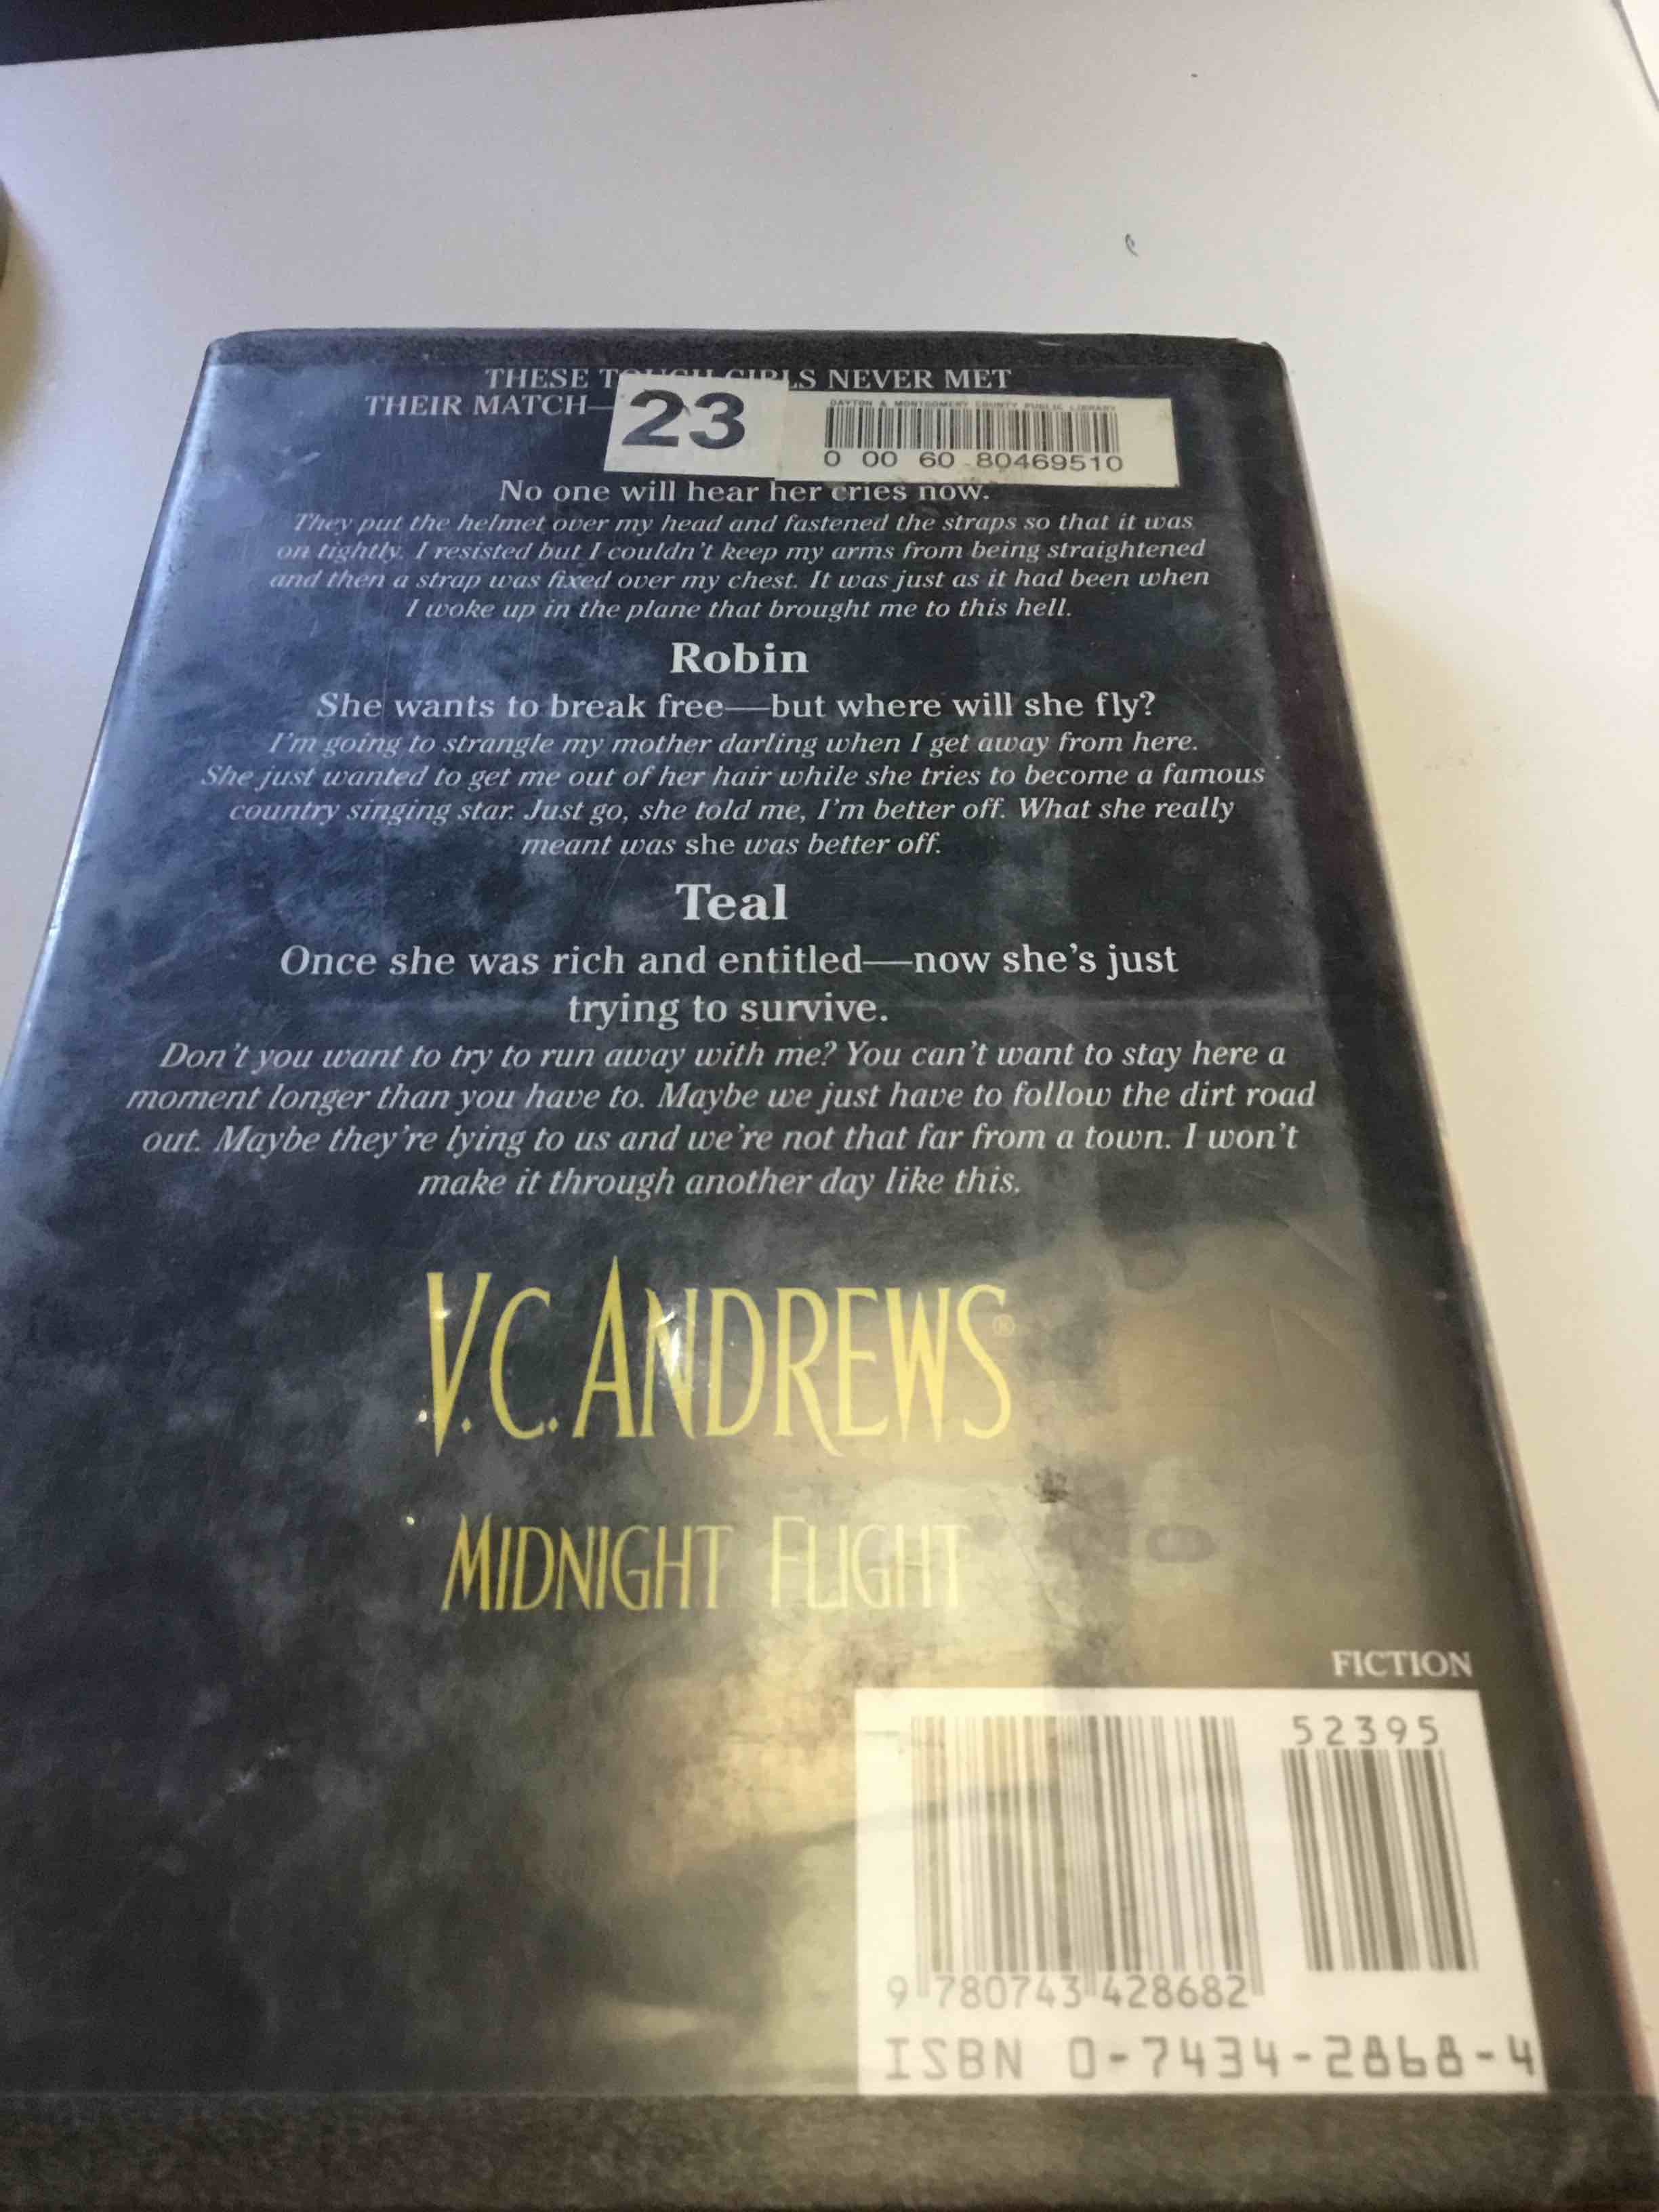 THESE TOUGH GIRLS NEVER MET
THEIR MATCH—
23
DAYTON & MONTGOMERY COUNTY PUBLIC LIBRARY
0 00 60 80469510
No one will hear her cries now.
They put the helmet over my head and fastened the straps so that it was
on tightly. I resisted but I couldn't keep my arms from being straightened
and then a strap was fixed over my chest. It was just as it had been when
I woke up in the plane that brought me to this hell.
Robin
She wants to break free—but where will she fly?
I'm going to strangle my mother darling when I get away from here.
She just wanted to get me out of her hair while she tries to become a famous
country singing star. Just go, she told me, I'm better off. What she really
meant was she was better off.
Teal
Once she was rich and entitled—now she's just
trying to survive.
Don't you want to try to run away with me? You can't want to stay here a
moment longer than you have to. Maybe we just have to follow the dirt road
out. Maybe they're lying to us and we're not that far from a town. I won't
make it through another day like this.
V.C. ANDREWS®
MIDNIGHT FLIGHT
FICTION
52395
9 780743 428682
ISBN 0-7434-2868-4